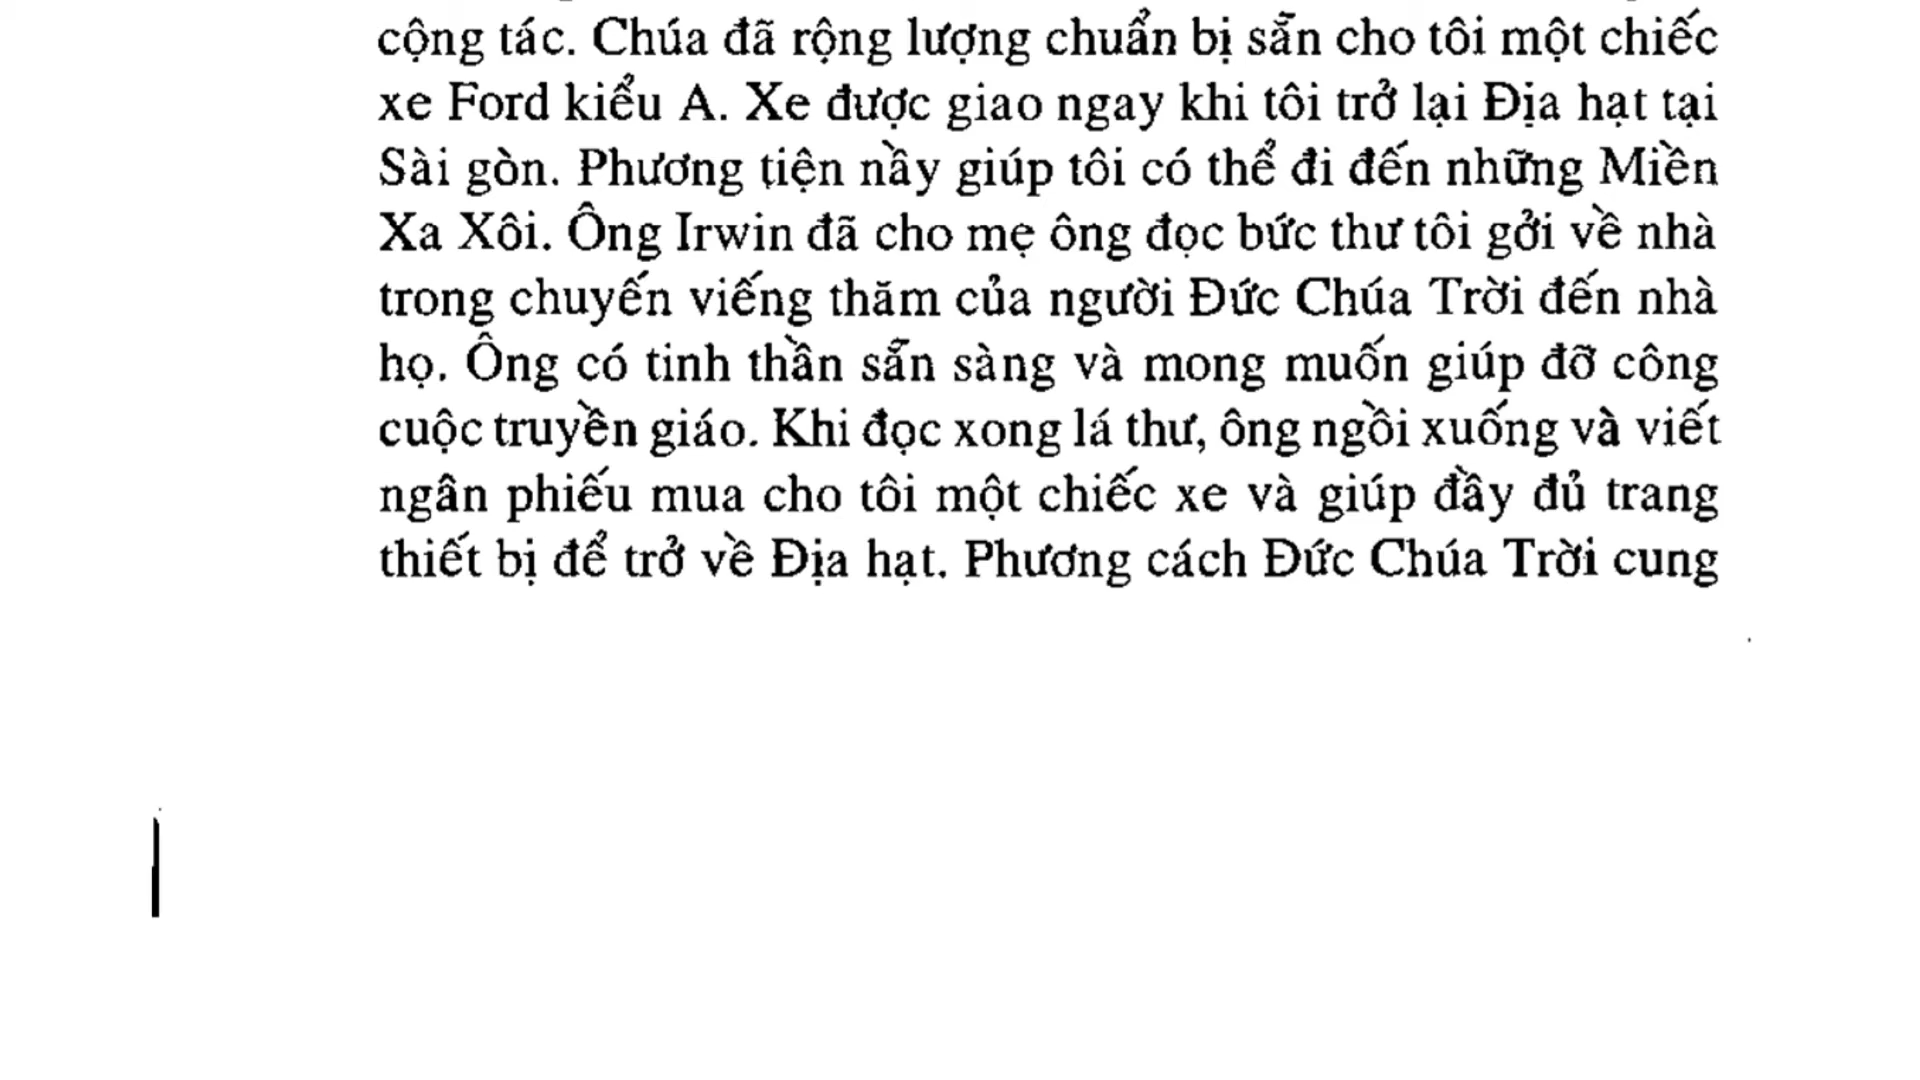 cộng tác. Chúa đã rộng lượng chuẩn bị sẵn cho tôi một chiếc
xe Ford kiểu A. Xe được giao ngay khi tôi trở lại Địa hạt tại
Sài gòn. Phương tiện nầy giúp tôi có thể đi đến những Miền
Xa Xôi. Ông Irwin đã cho mẹ ông đọc bức thư tôi gởi về nhà
trong chuyến viếng thăm của người Đức Chúa Trời đến nhà
họ. Ông có tinh thần sẵn sàng và mong muốn giúp đỡ công
cuộc truyền giáo. Khi đọc xong lá thư, ông ngồi xuống và viết
ngân phiếu mua cho tôi một chiếc xe và giúp đầy đủ trang
thiết bị để trở về Địa hạt. Phương cách Đức Chúa Trời cung